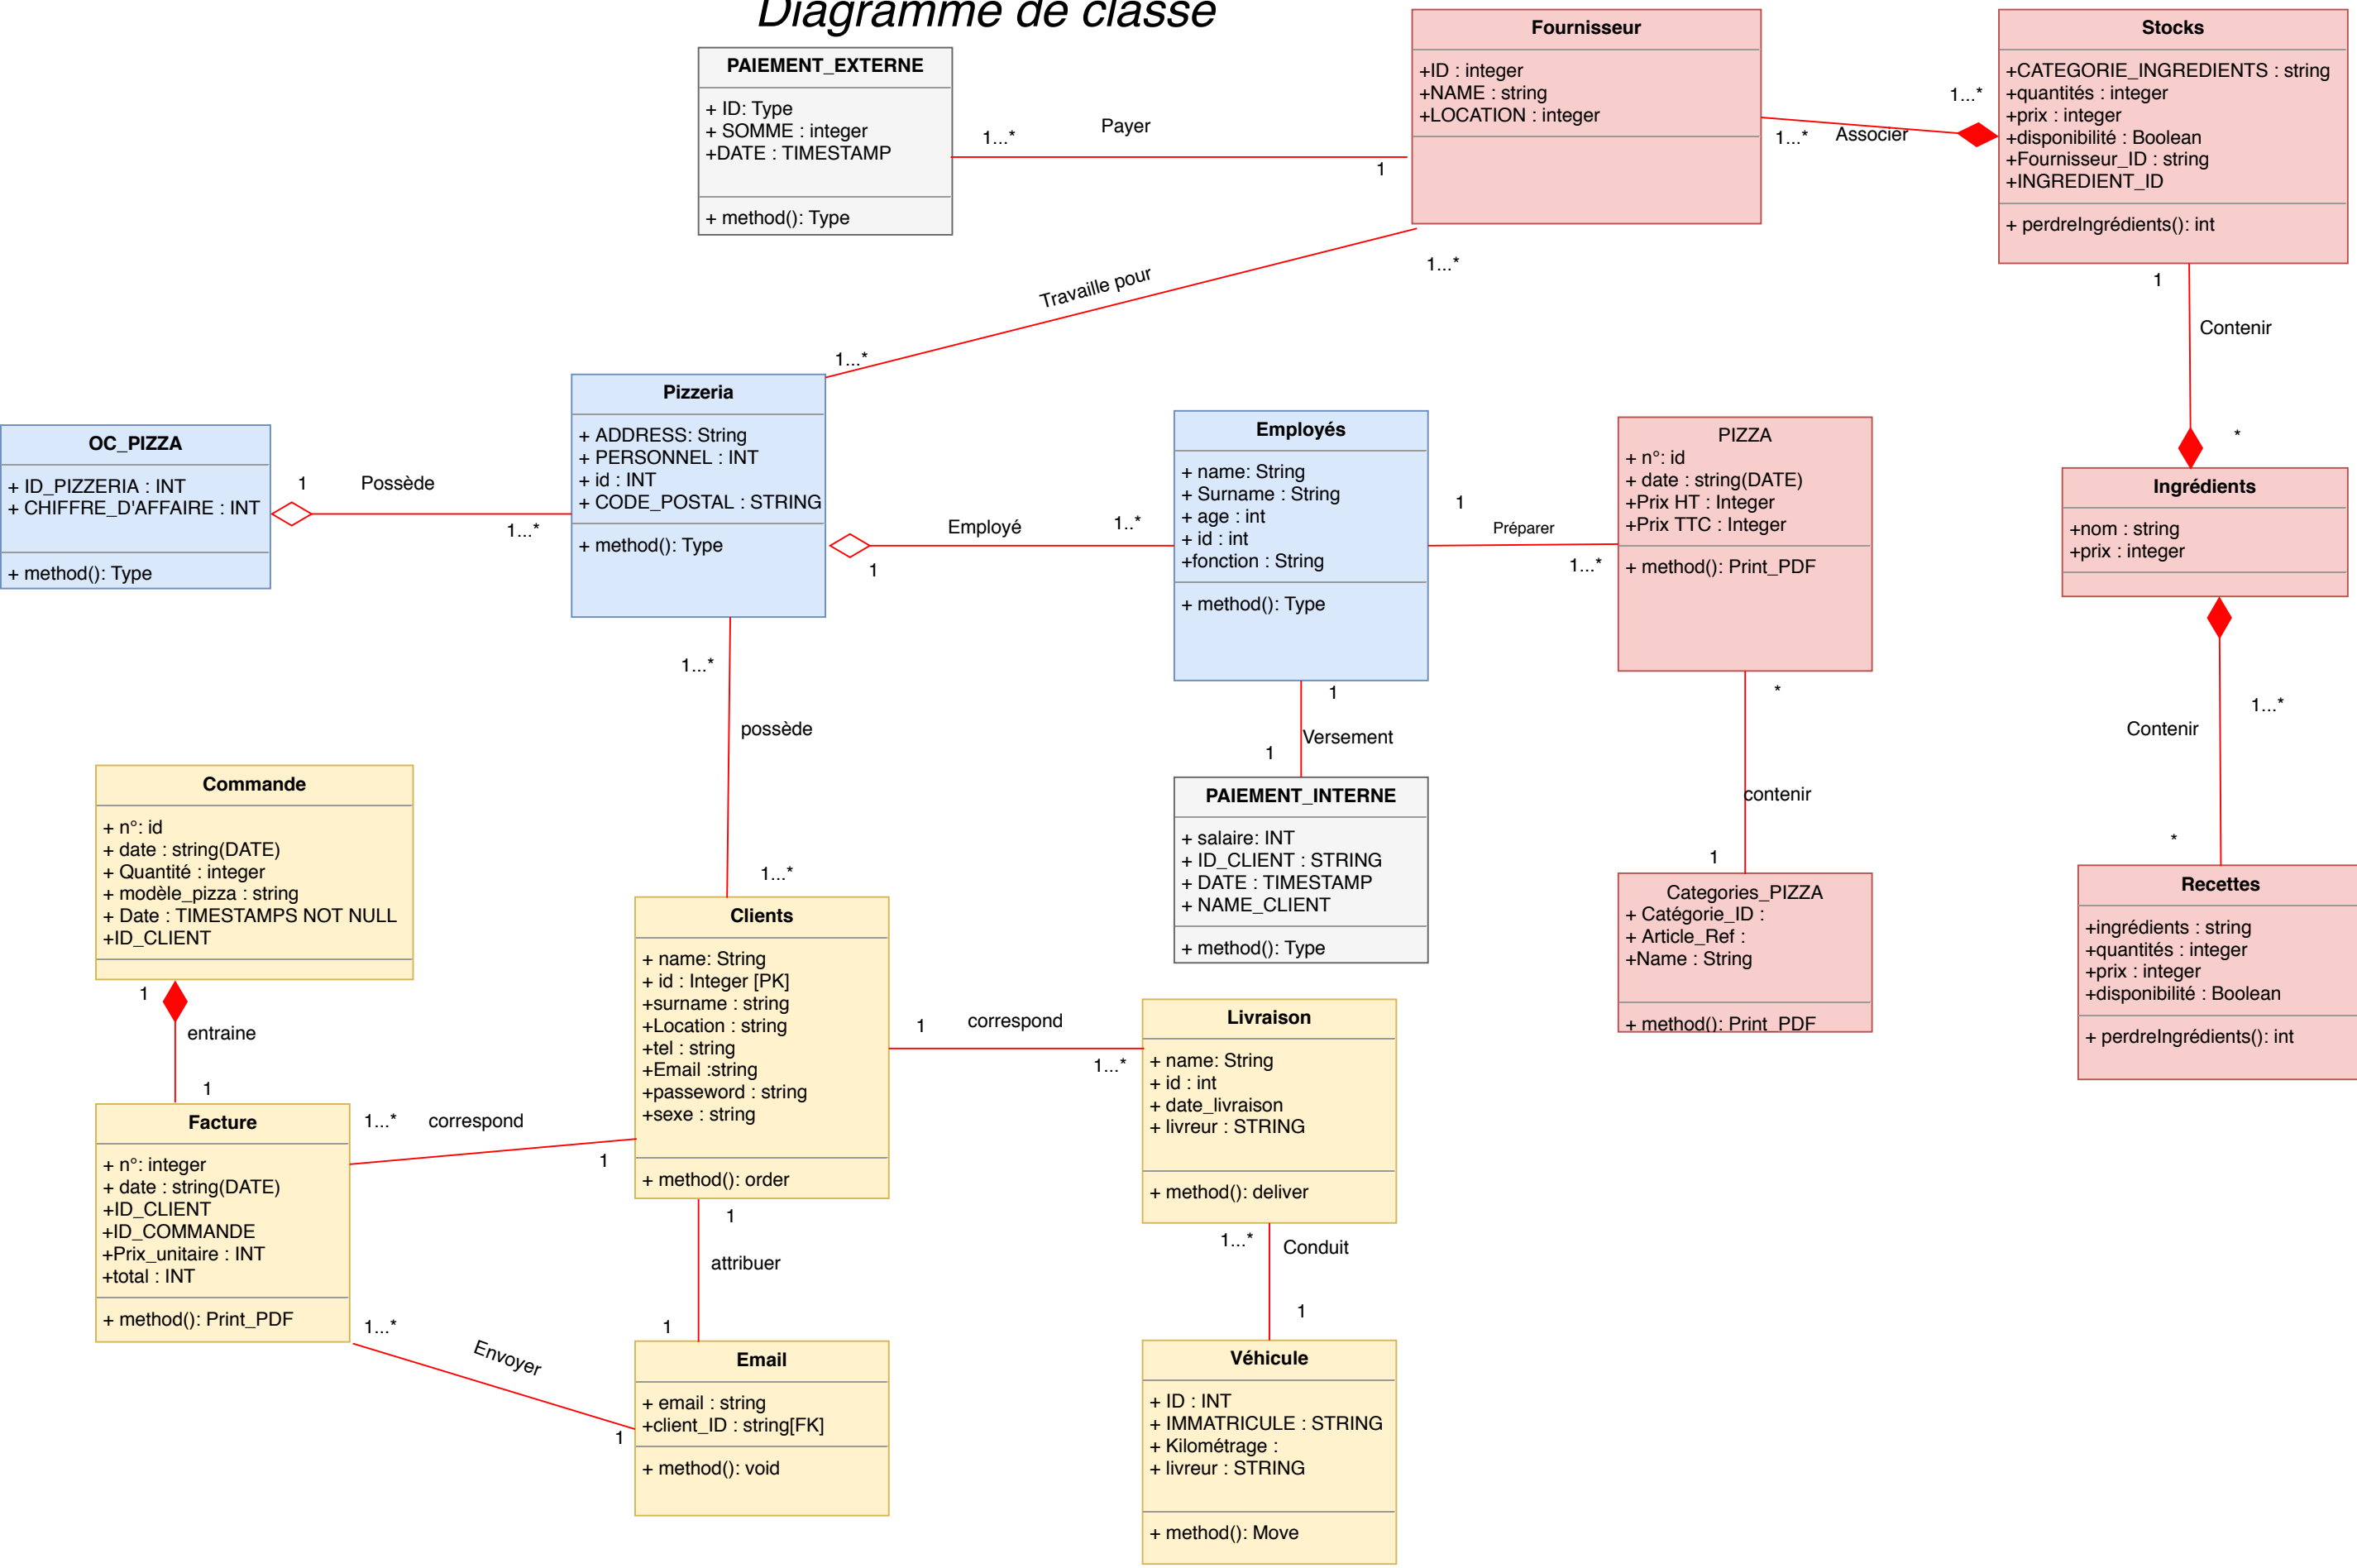 Diagramme de classe
PAIEMENT_EXTERNE
+ ID: Type
+ SOMME : integer
+DATE : TIMESTAMP
+ method(): Type
1...*
Payer
1
Fournisseur
+ID : integer
+NAME : string
+LOCATION : integer
1...*
1...*
Associer
Stocks
+CATEGORIE_INGREDIENTS : string
+quantités : integer
+prix : integer
+disponibilité : Boolean
+Fournisseur_ID : string
+INGREDIENT_ID
+ perdreIngrédients(): int
1...*
Travaille pour
1...*
1
Contenir
*
OC_PIZZA
+ ID_PIZZERIA : INT
+ CHIFFRE_D'AFFAIRE : INT
+ method(): Type
1
Possède
1...*
Pizzeria
+ ADDRESS: String
+ PERSONNEL : INT
+ id : INT
+ CODE_POSTAL : STRING
+ method(): Type
Employé
1..*
1
Employés
+ name: String
+ Surname : String
+ age : int
+ id : int
+fonction : String
+ method(): Type
1
Préparer
1...*
PIZZA
+ n°: id
+ date : string(DATE)
+Prix HT : Integer
+Prix TTC : Integer
+ method(): Print_PDF
Ingrédients
+nom : string
+prix : integer
1...*
possède
1...*
1
Versement
1
*
contenir
1
1...*
Contenir
*
Commande
+ n°: id
+ date : string(DATE)
+ Quantité : integer
+ modèle_pizza : string
+ Date : TIMESTAMPS NOT NULL
+ID_CLIENT
PAIEMENT_INTERNE
+ salaire: INT
+ ID_CLIENT : STRING
+ DATE : TIMESTAMP
+ NAME_CLIENT
+ method(): Type
Categories_PIZZA
+ Catégorie_ID :
+ Article_Ref :
+Name : String
+ method(): Print_PDF
Recettes
+ingrédients : string
+quantités : integer
+prix : integer
+disponibilité : Boolean
+ perdreIngrédients(): int
1
entraine
1
Clients
+ name: String
+ id : Integer [PK]
+surname : string
+Location : string
+tel : string
+Email :string
+passeword : string
+sexe : string
+ method(): order
1
correspond
1...*
Livraison
+ name: String
+ id : int
+ date_livraison
+ livreur : STRING
+ method(): deliver
Facture
+ n°: integer
+ date : string(DATE)
+ID_CLIENT
+ID_COMMANDE
+Prix_unitaire : INT
+total : INT
+ method(): Print_PDF
1...*
correspond
1
1
attribuer
1
1...*
Conduit
1
1...*
Envoyer
1
Email
+ email : string
+client_ID : string[FK]
+ method(): void
Véhicule
+ ID : INT
+ IMMATRICULE : STRING
+ Kilométrage :
+ livreur : STRING
+ method(): Move